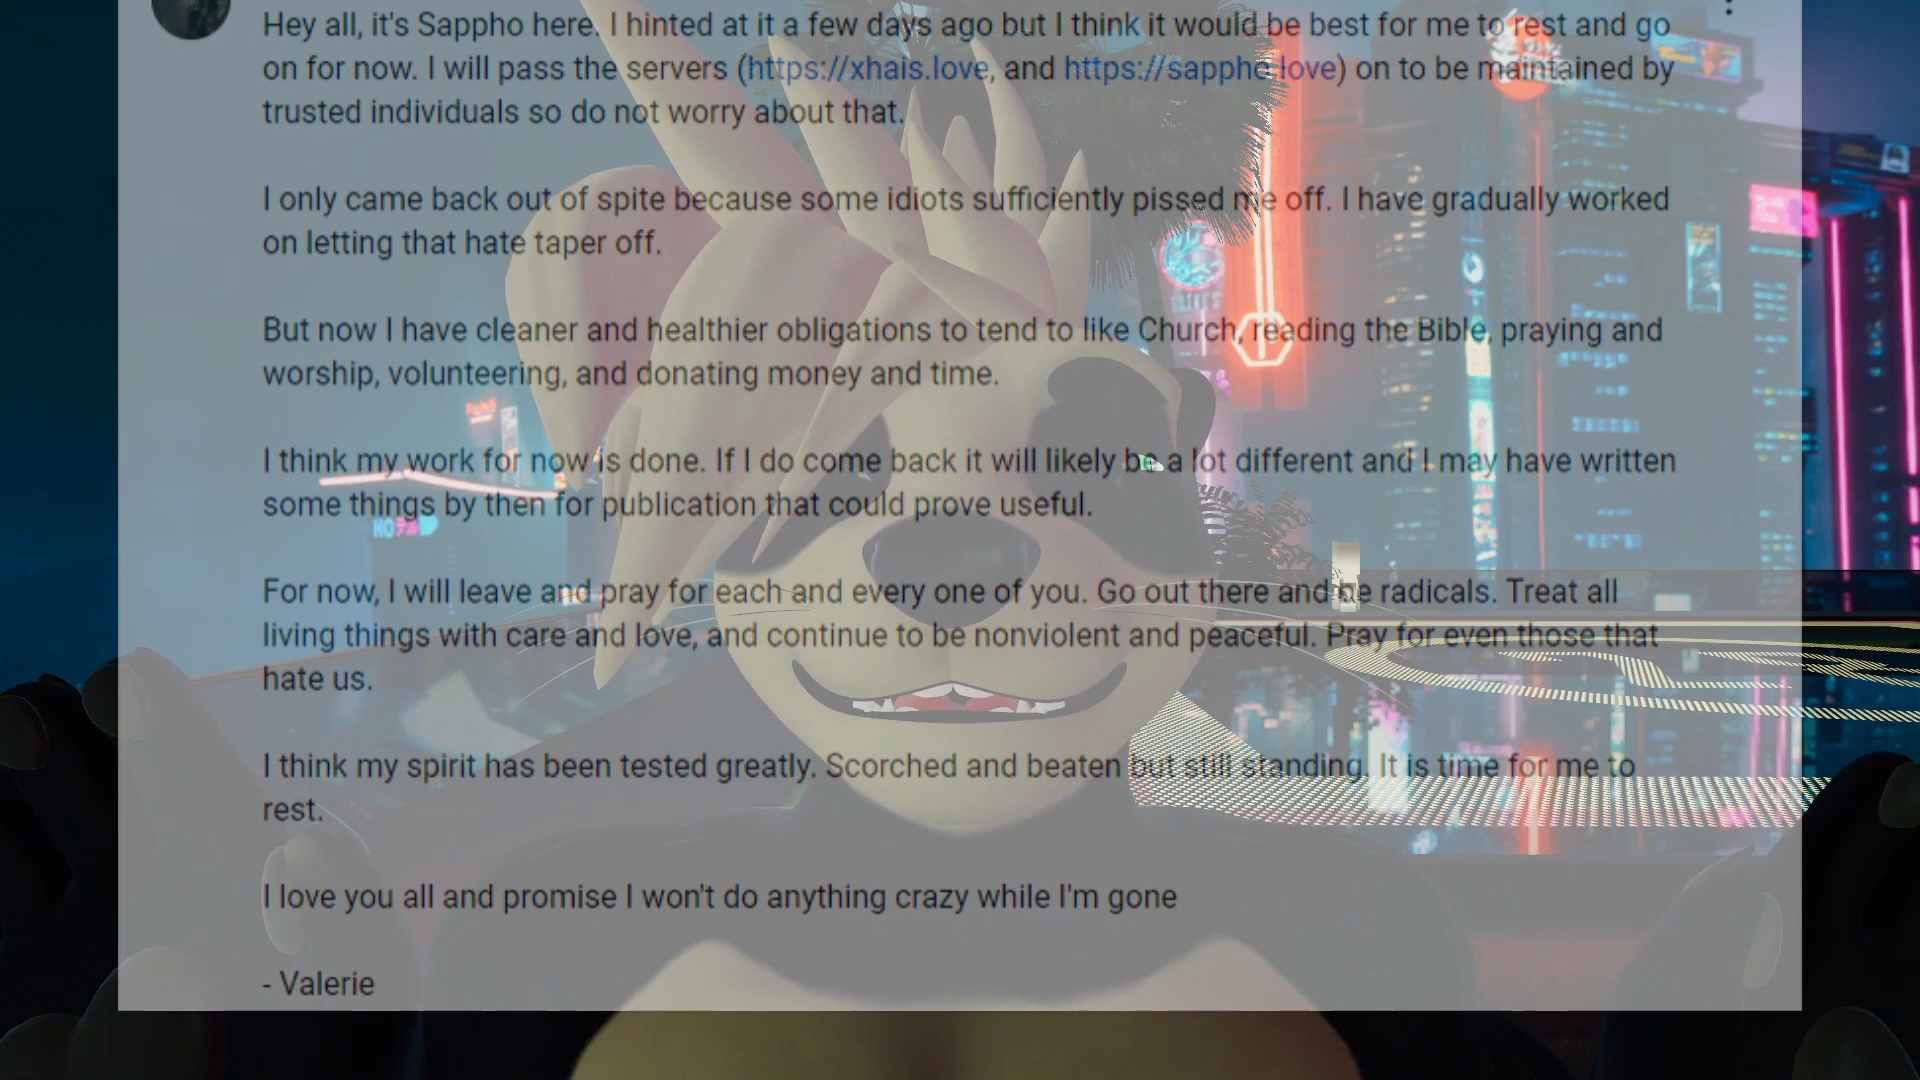 Hey all, it's Sappho here. I hinted at it a few days ago but I think it would be best for me to rest and go
on for now. I will pass the servers (https://xhais.love, and https://sappho.love) on to be maintained by
trusted individuals so do not worry about that.
I only came back out of spite because some idiots sufficiently pissed me off. I have gradually worked
on letting that hate taper off.
But now I have cleaner and healthier obligations to tend to like Church, reading the Bible, praying and
worship, volunteering, and donating money and time.
I think my work for now is done. If I do come back it will likely be a lot different and I may have written
some things by then for publication that could prove useful.
For now, I will leave and pray for each and every one of you. Go out there and be radicals. Treat all
living things with care and love, and continue to be nonviolent and peaceful. Pray for even those that
hate us.
I think my spirit has been tested greatly. Scorched and beaten but still standing. It is time for me to
rest.
I love you all and promise I won't do anything crazy while I'm gone
- Valerie